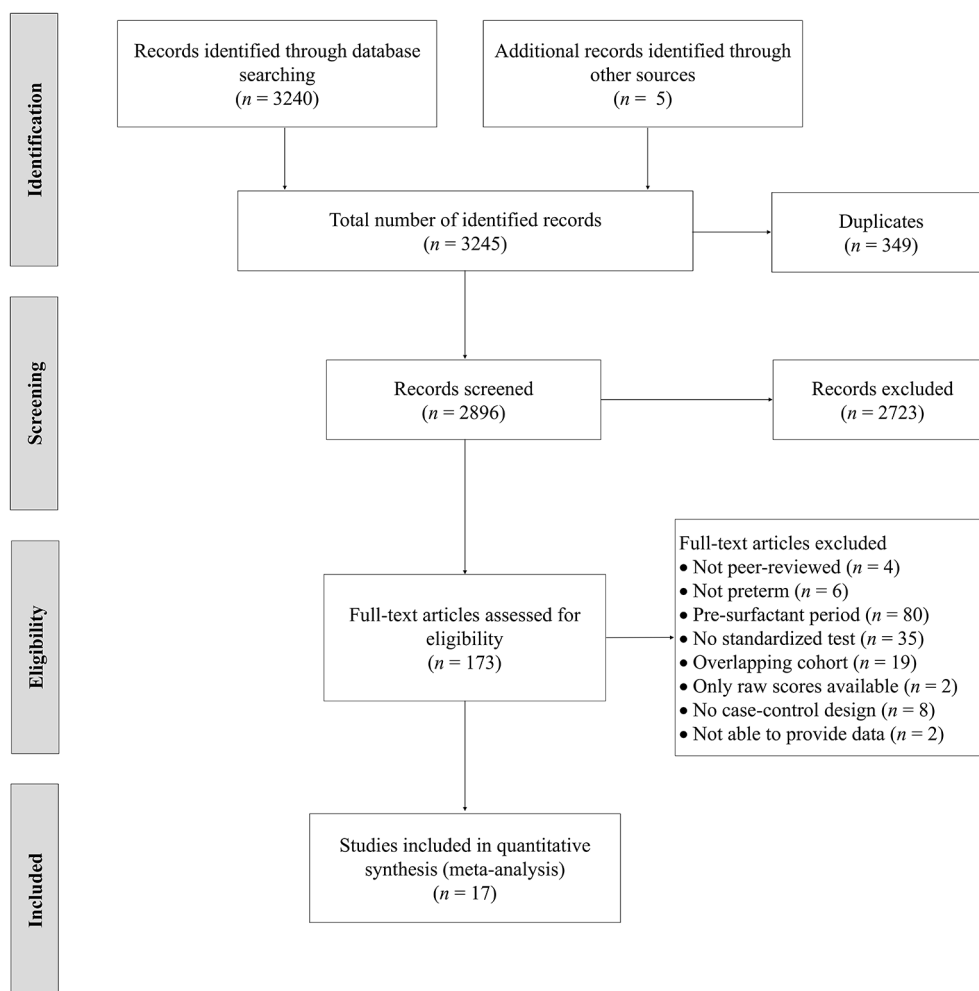 Identification
Records identified through database
searching
(n = 3240)
Additional records identified through
other sources
(n = 5)
Total number of identified records
(n = 3245)
Duplicates
(n = 349)
Screening
Records screened
(n = 2896)
Records excluded
(n = 2723)
Eligibility
Full-text articles assessed for
eligibility
(n = 173)
Full-text articles excluded
• Not peer-reviewed (n = 4)
• Not preterm (n = 6)
• Pre-surfactant period (n = 80)
• No standardized test (n = 35)
• Overlapping cohort (n = 19)
• Only raw scores available (n = 2)
• No case-control design (n = 8)
• Not able to provide data (n = 2)
Included
Studies included in quantitative
synthesis (meta-analysis)
(n = 17)